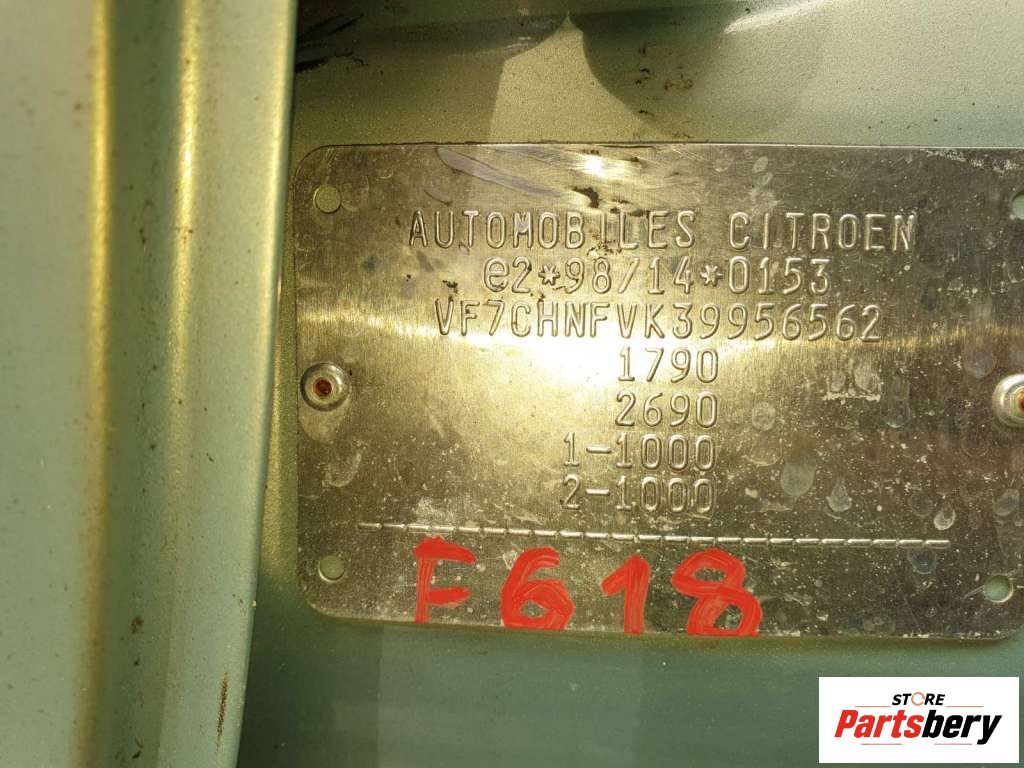 AUTOMOBILES CITROEN
e2*98/14*0153
VF7CHNFVK39956562
1790
2690
1-1000
2-1000
F618
STORE
Partsbery